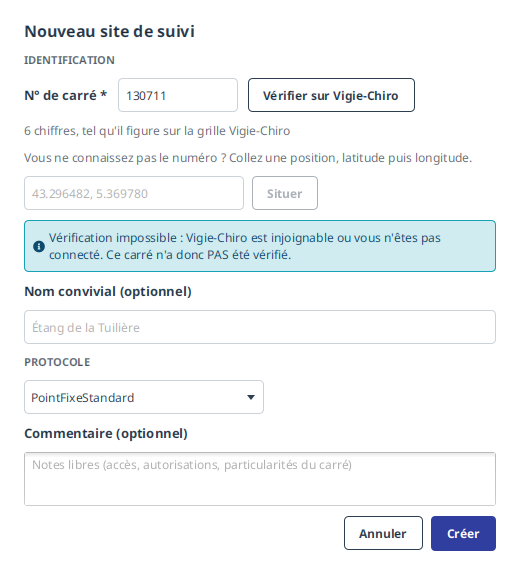 Nouveau site de suivi
IDENTIFICATION
N° de carré *
130711
Vérifier sur Vigie-Chiro
6 chiffres, tel qu'il figure sur la grille Vigie-Chiro
Vous ne connaissez pas le numéro ? Collez une position, latitude puis longitude.
43.296482, 5.369780
Situer
Vérification impossible : Vigie-Chiro est injoignable ou vous n'êtes pas
connecté. Ce carré n'a donc PAS été vérifié.
Nom convivial (optionnel)
Étang de la Tuilière
PROTOCOLE
PointFixeStandard
Commentaire (optionnel)
Notes libres (accès, autorisations, particularités du carré)
Annuler
Créer